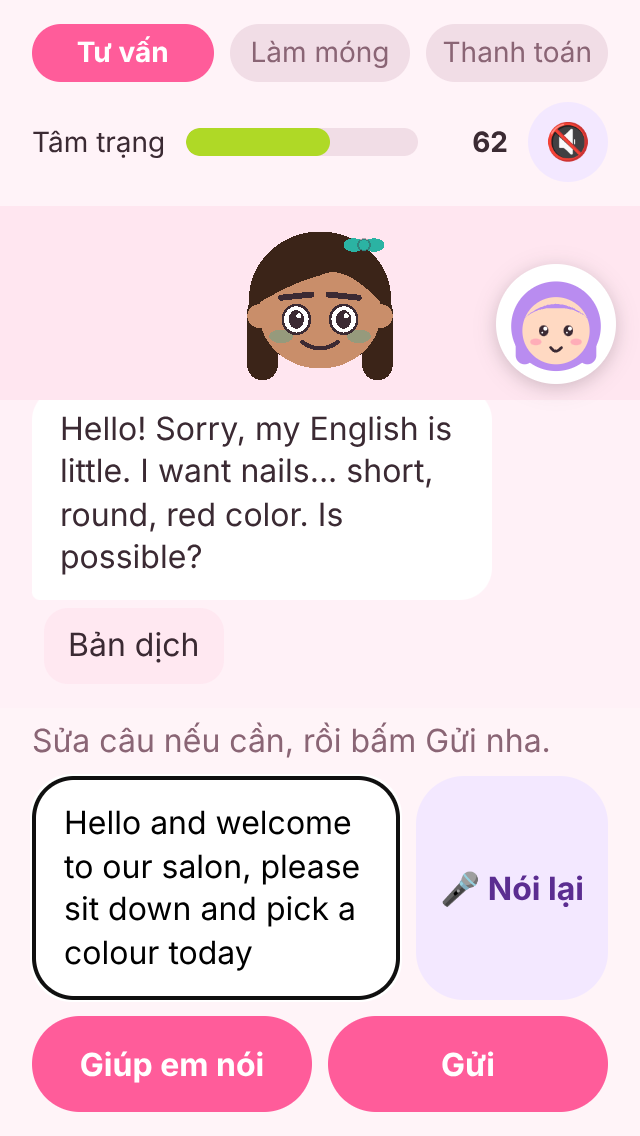 Tư vấn
Làm móng
Thanh toán
Tâm trạng
62
Hello! Sorry, my English is
little. I want nails... short,
round, red color. Is
possible?
Bản dịch
Sửa câu nếu cần, rồi bấm Gửi nha.
Hello and welcome
to our salon, please
sit down and pick a
colour today
Nói lại
Giúp em nói
Gửi